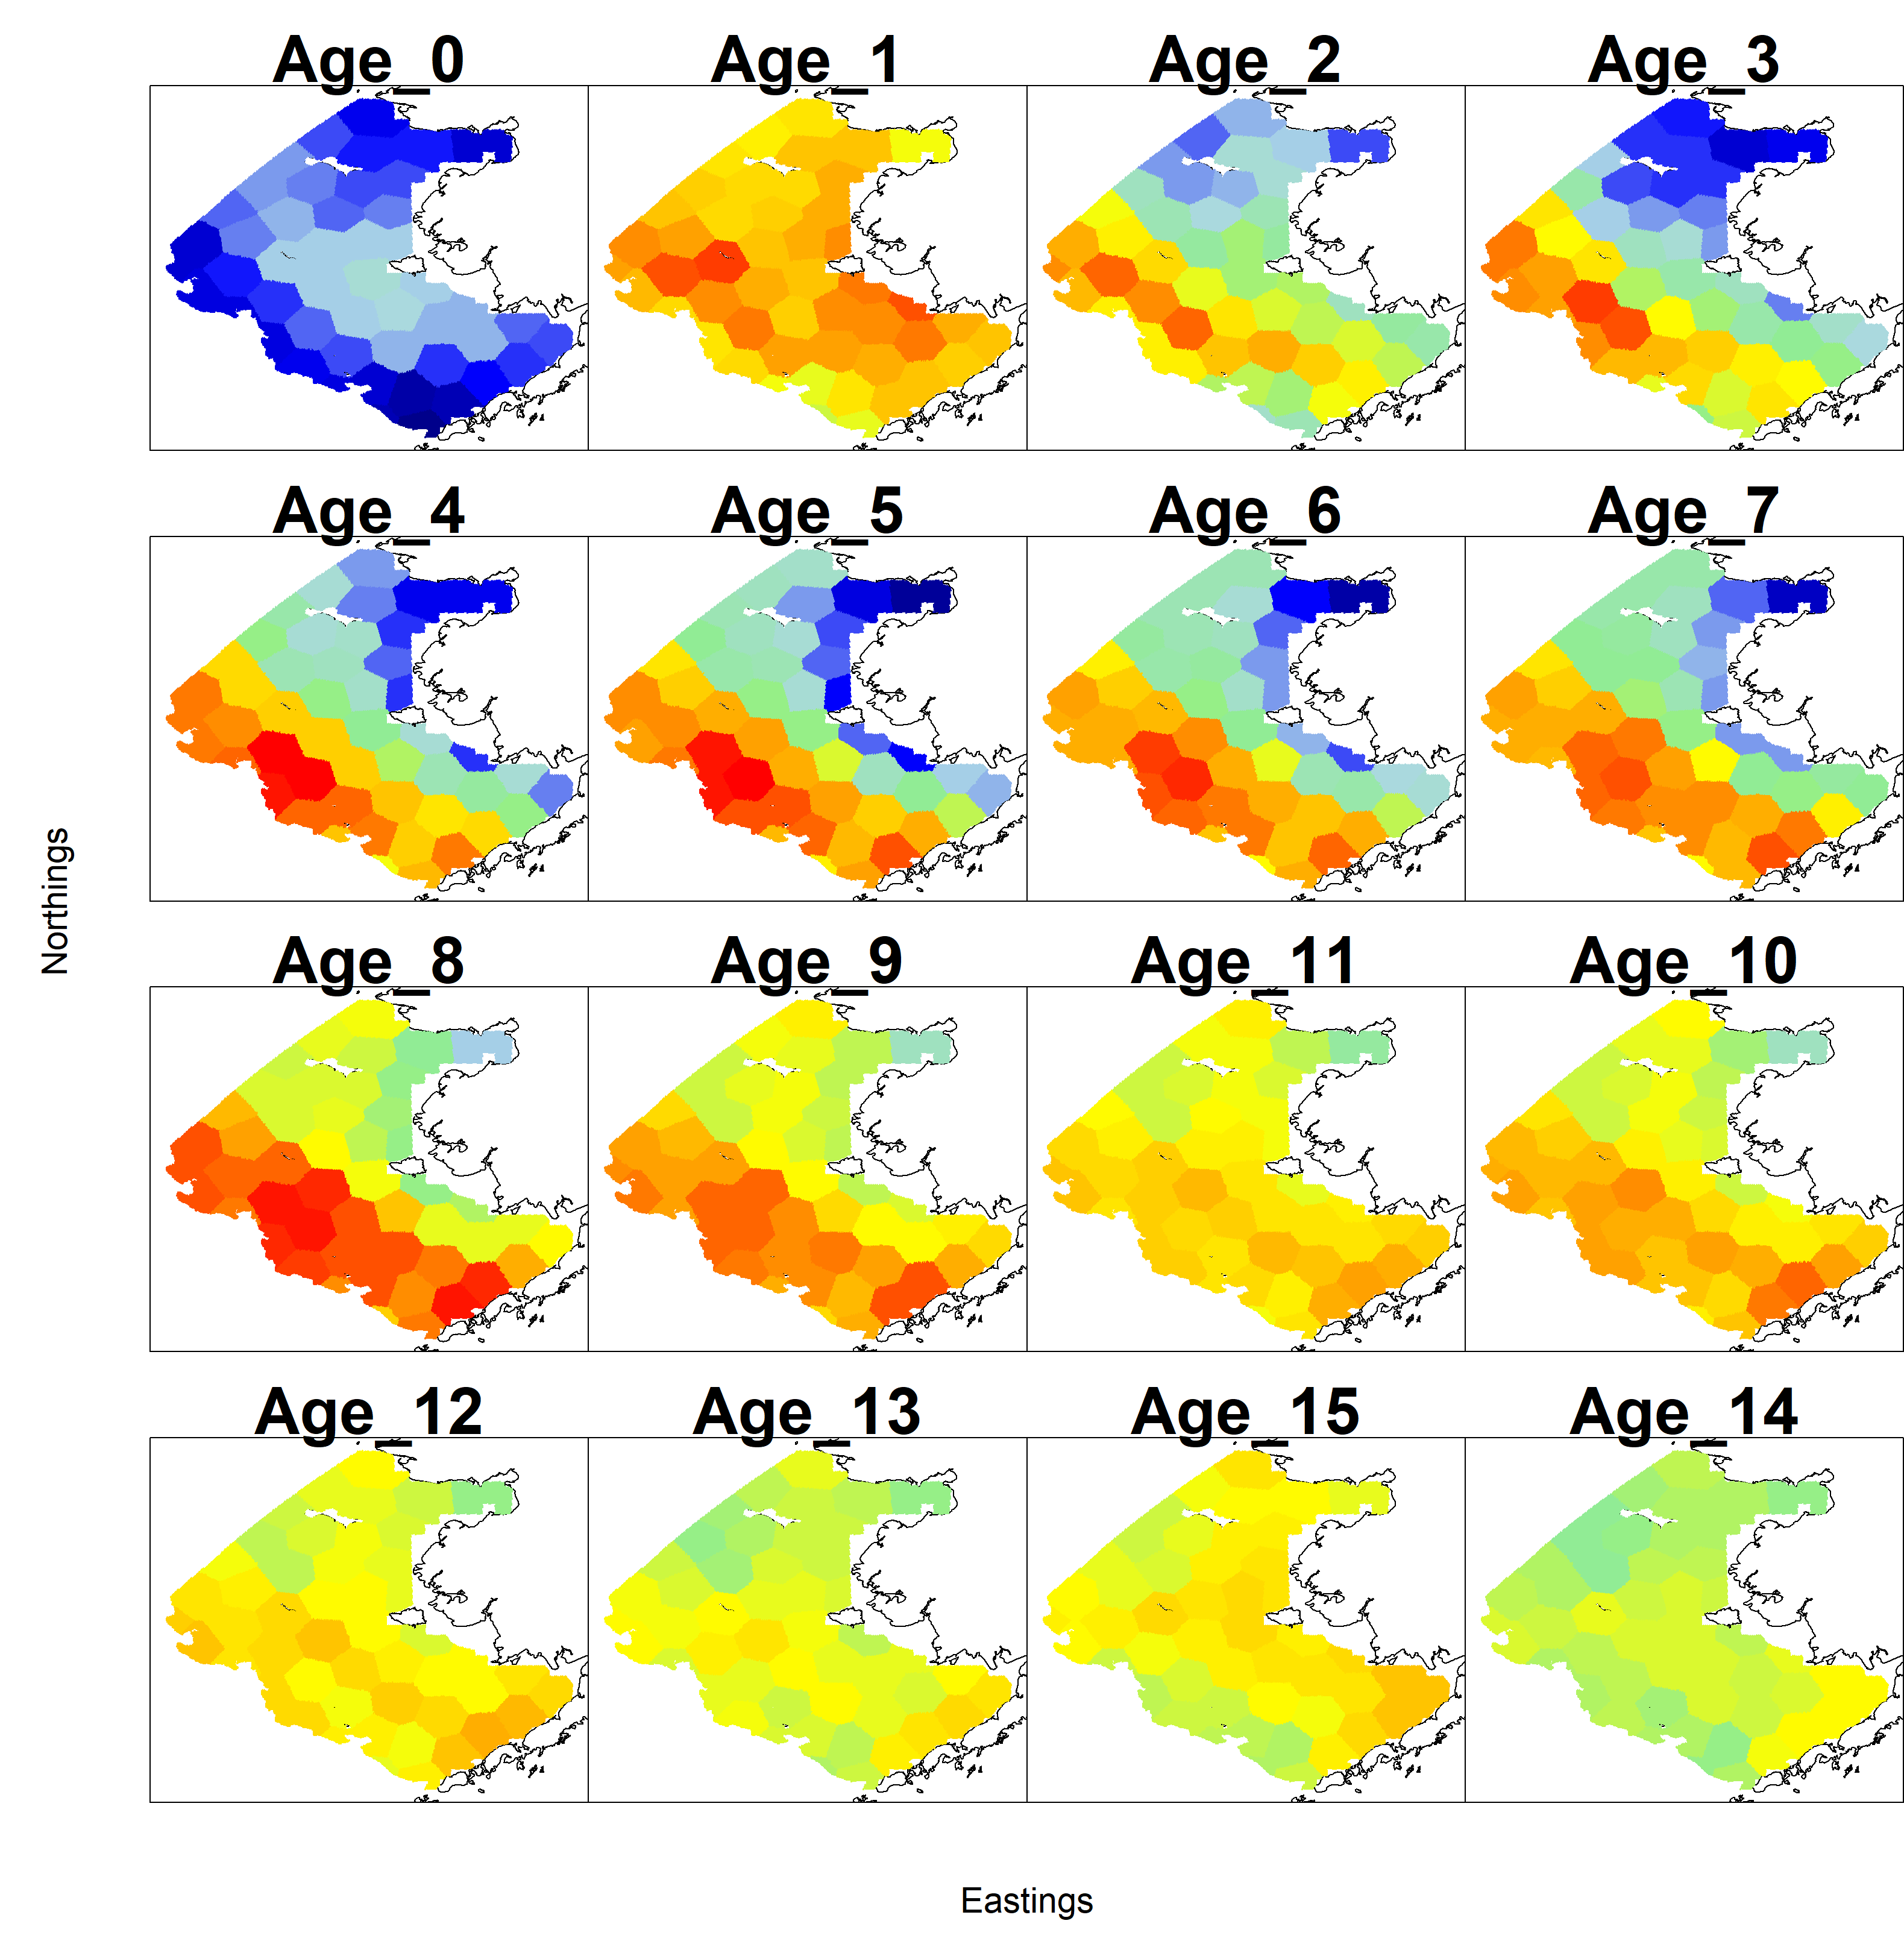 Age_0 Age_1 Age_2 Age_3
Age_4 Age_5 Age_6 Age_7
Northings
Age_8 Age_9 Age_11 Age_10
Age_12 Age_13 Age_15 Age_14
Eastings